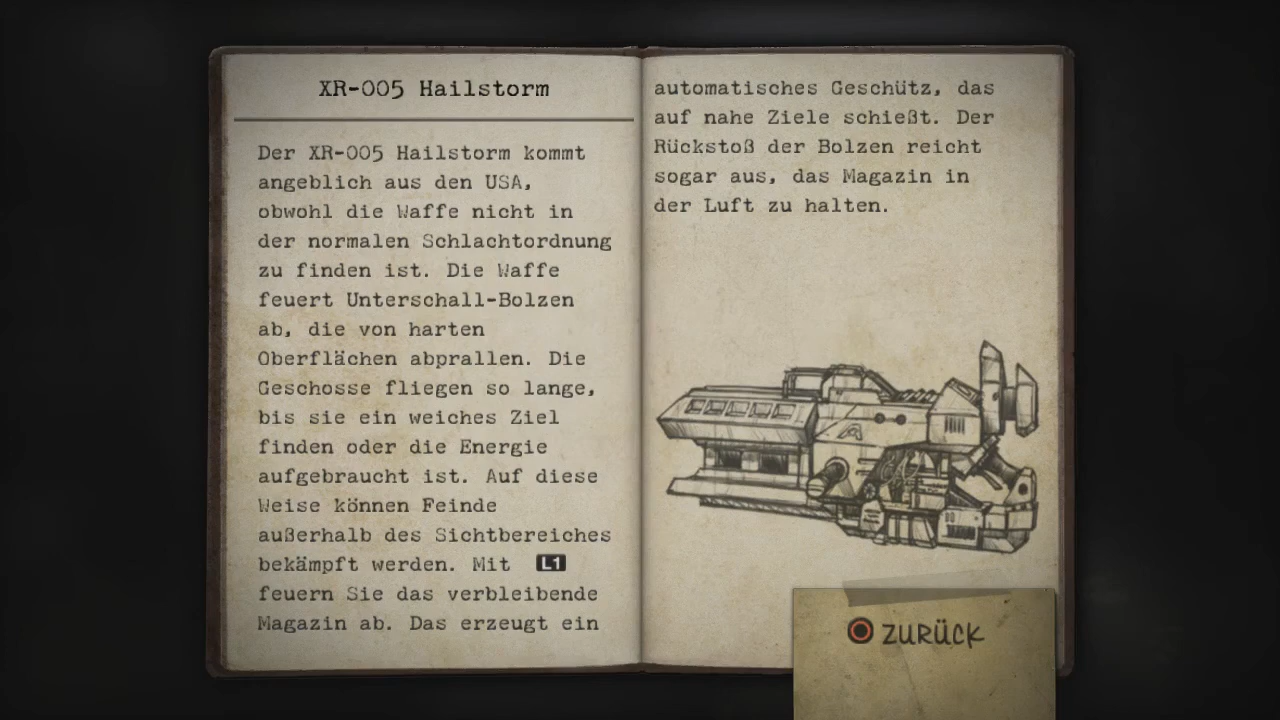 XR-005 Hailstorm
Der XR-005 Hailstorm kommt
angeblich aus den USA,
obwohl die Waffe nicht in
der normalen Schlachtordnung
zu finden ist. Die Waffe
feuert Unterschall-Bolzen
ab, die von harten
Oberflächen abprallen. Die
Geschosse fliegen so lange,
bis sie ein weiches Ziel
finden oder die Energie
aufgebraucht ist. Auf diese
Weise können Feinde
außerhalb des Sichtbereiches
bekämpft werden. Mit L1
feuern Sie das verbleibende
Magazin ab. Das erzeugt ein
automatisches Geschütz, das
auf nahe Ziele schießt. Der
Rückstoß der Bolzen reicht
sogar aus, das Magazin in
der Luft zu halten.
ZURÜCK